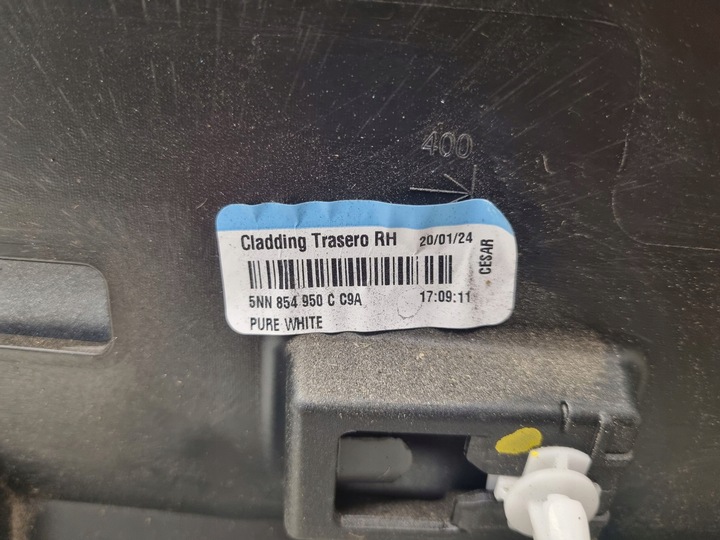 400
Cladding Trasero RH 20/01/24
CESAR
5NN 854 950 C C9A 17:09:11
PURE WHITE